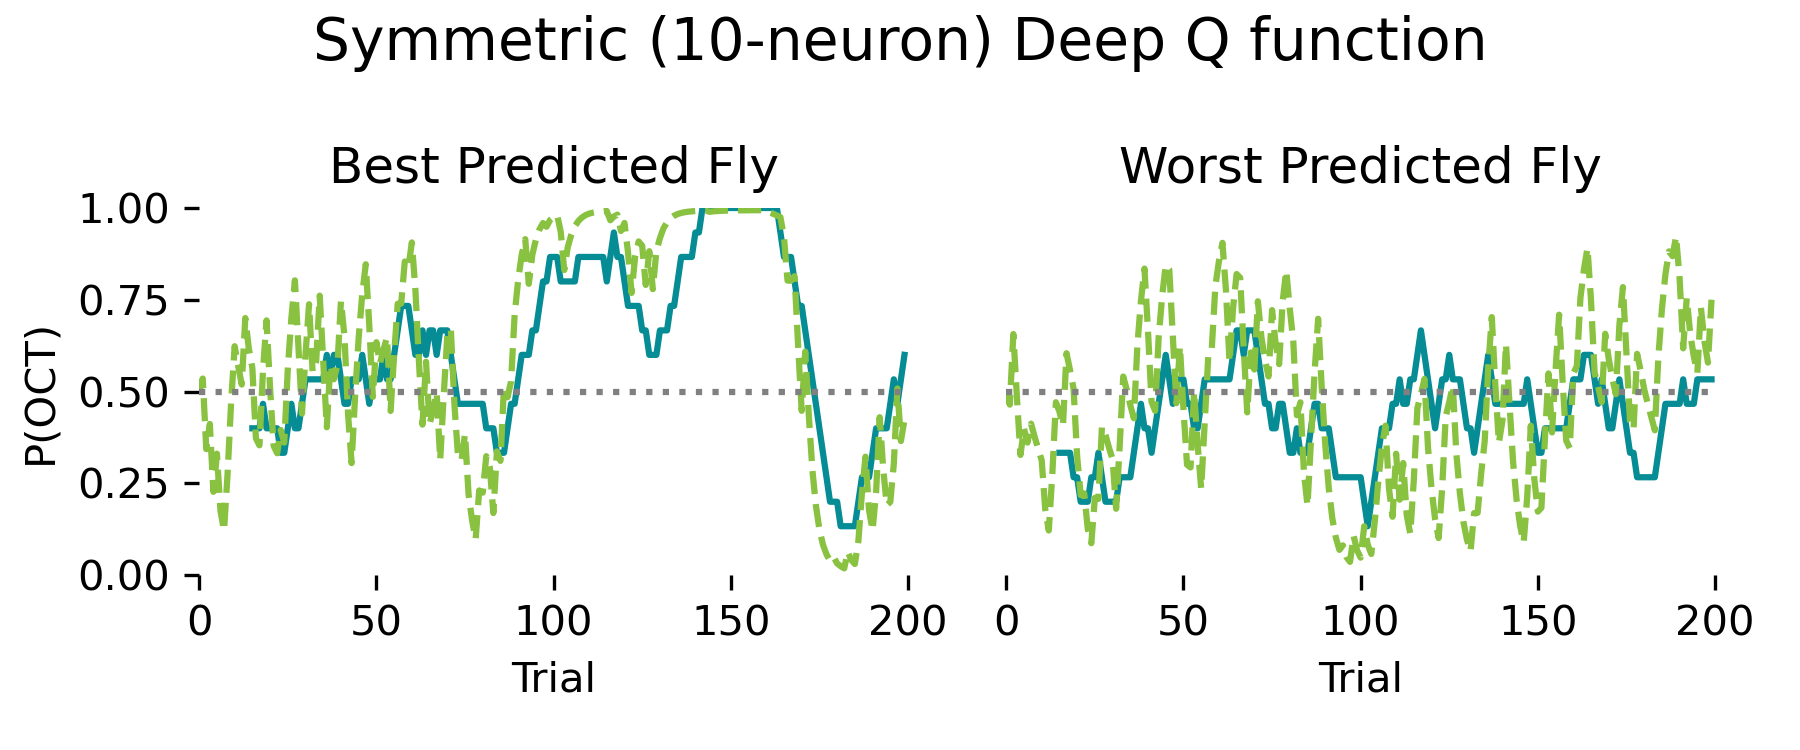 Symmetric (10-neuron) Deep Q function
Best Predicted Fly
Worst Predicted Fly
P(OCT)
1.00
0.75
0.50
0.25
0.00
0 50 100 150 200
0 50 100 150 200
Trial
Trial